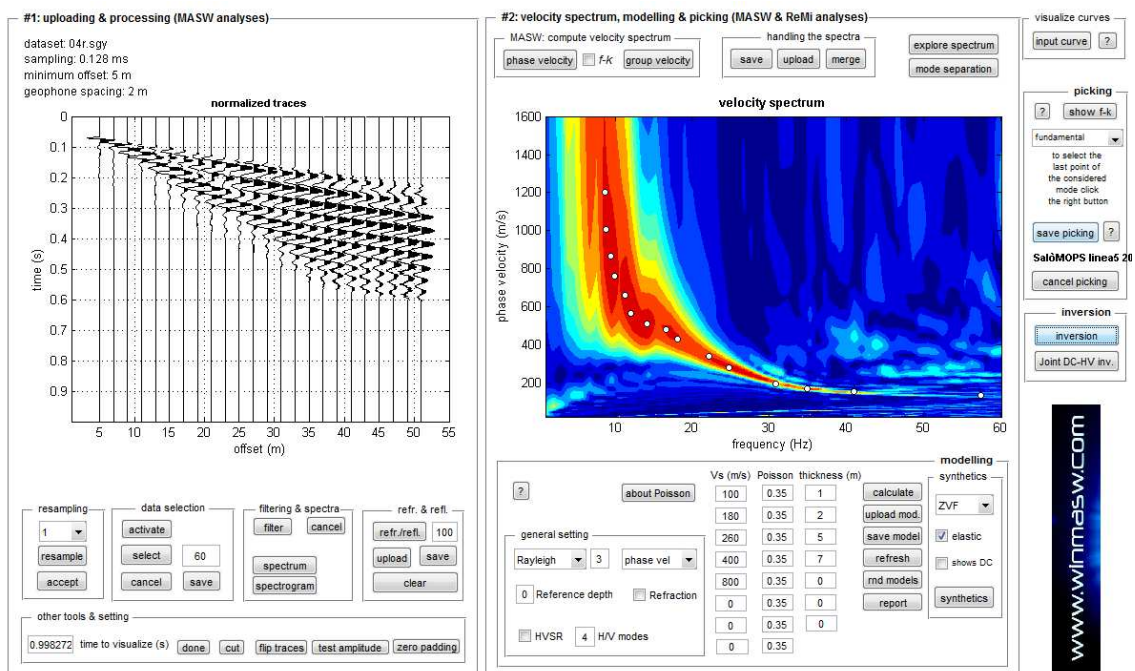 #1: uploading & processing (MASW analyses)
dataset: 04r.sgy
sampling: 0.128 ms
minimum offset: 5 m
geophone spacing: 2 m
normalized traces
0
0.1
0.2
0.3
0.4
0.5
0.6
0.7
0.8
0.9
time (s)
5 10 15 20 25 30 35 40 45 50 55
offset (m)
resampling
1
resample
accept
data selection
activate
select 60
cancel save
filtering & spectra
filter cancel
spectrum
spectrogram
refr. & refl.
refr./refl. 100
upload save
clear
other tools & setting
0.998272 time to visualize (s) done cut flip traces test amplitude zero padding
#2: velocity spectrum, modelling & picking (MASW & ReMi analyses)
MASW: compute velocity spectrum
phase velocity f-k group velocity
handling the spectra
save upload merge
explore spectrum
mode separation
velocity spectrum
1600
1400
1200
1000
800
600
400
200
phase velocity (m/s)
10 20 30 40 50 60
frequency (Hz)
? about Poisson
general setting
Rayleigh 3 phase vel
0 Reference depth Refraction
HVSR 4 H/V modes
Vs (m/s) Poisson thickness (m)
100 0.35 1
180 0.35 2
260 0.35 5
400 0.35 7
800 0.35 0
0 0.35 0
0 0.35 0
0 0.35
modelling
calculate
upload mod.
save model
refresh
rnd models
report
synthetics
ZVF
elastic
shows DC
synthetics
visualize curves
input curve ?
picking
? show f-k
fundamental
to select the
last point of
the considered
mode click
the right button
save picking ?
SalòMOPS linea5 20
cancel picking
inversion
inversion
Joint DC-HV inv.
www.winmasw.com